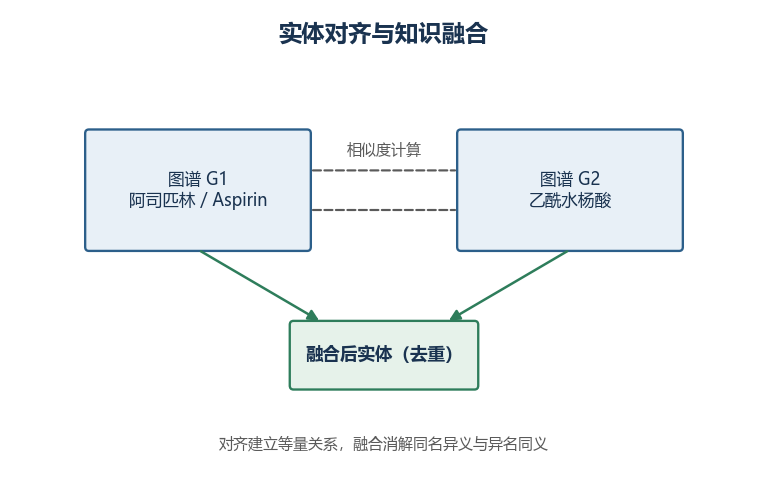 实体对齐与知识融合
相似度计算
图谱 G1
阿司匹林 / Aspirin
图谱 G2
乙酰水杨酸
融合后实体（去重）
对齐建立等量关系，融合消解同名异义与异名同义